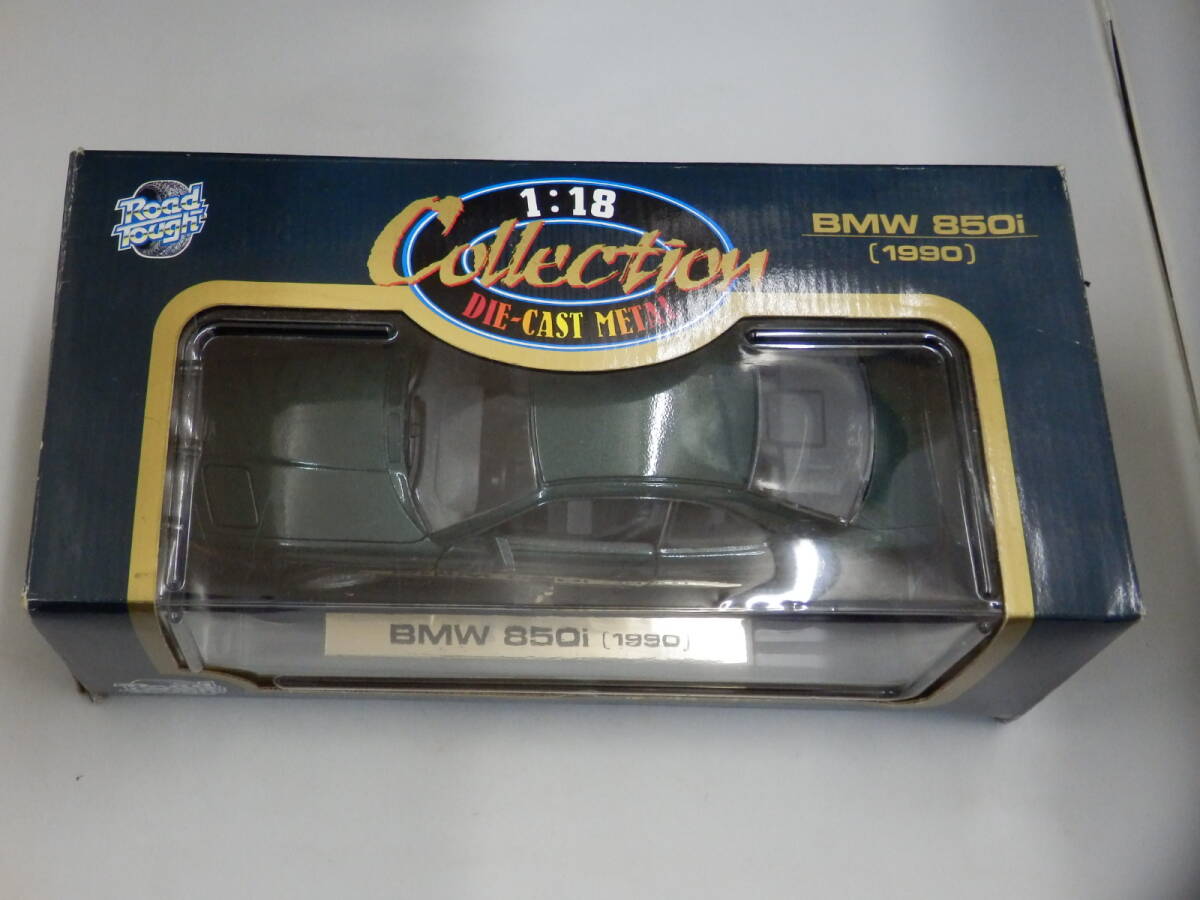 Road
Tough
1:18
Collection
DIE-CAST METAL
BMW 850i
(1990)
BMW 850i (1990)